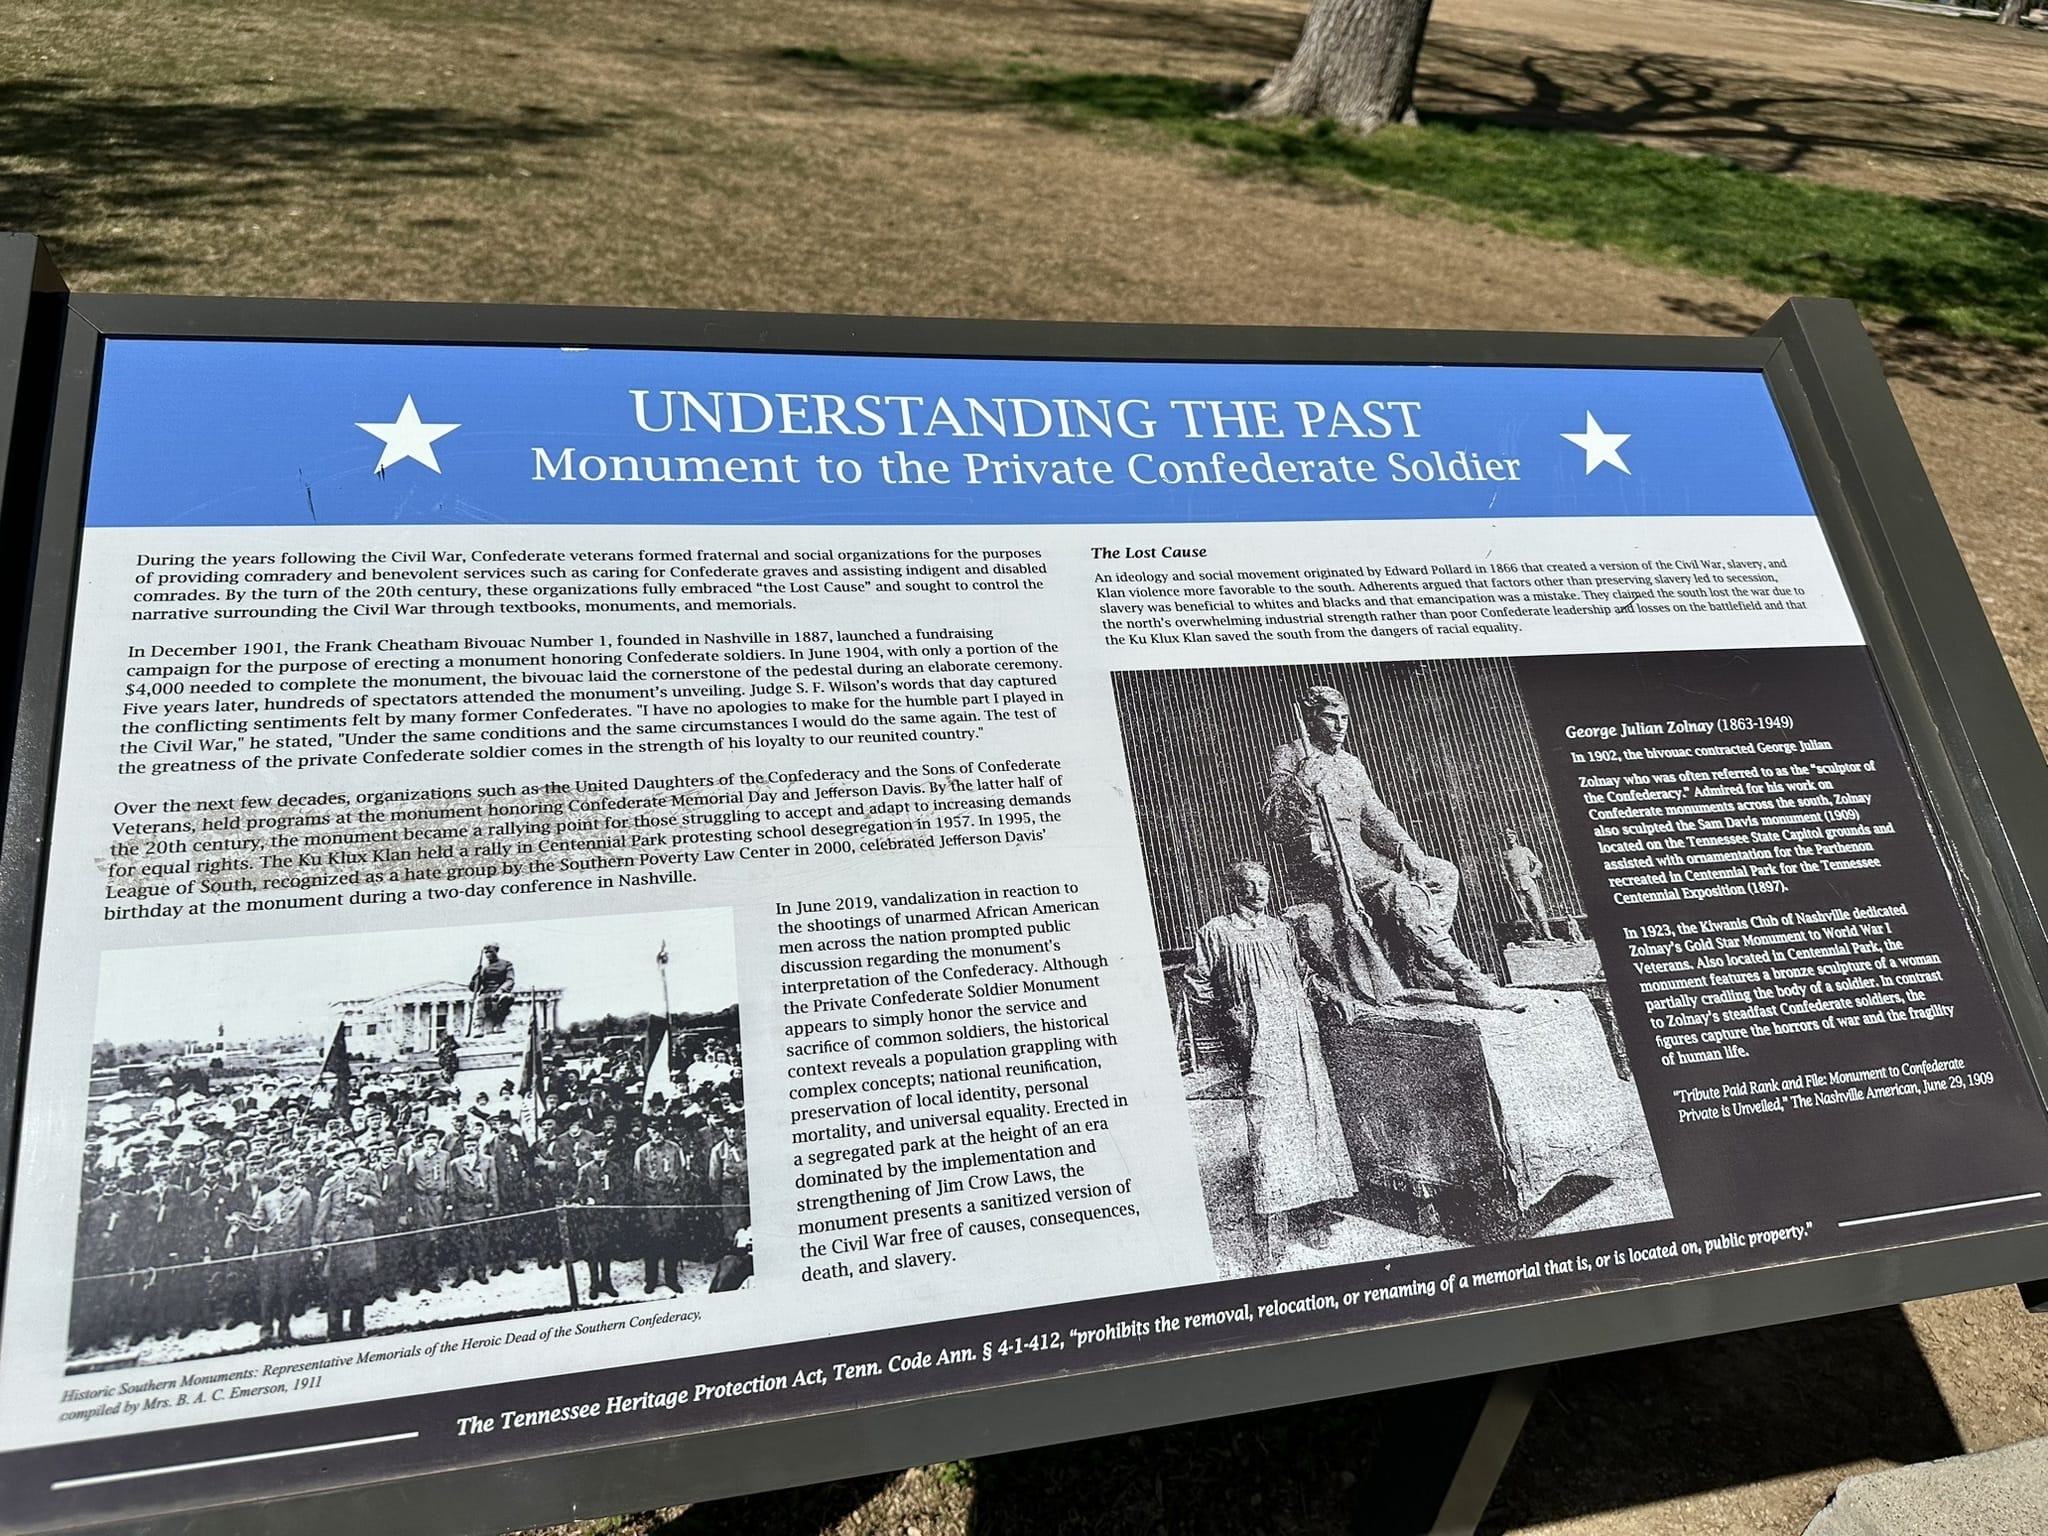 UNDERSTANDING THE PAST
Monument to the Private Confederate Soldier
During the years following the Civil War, Confederate veterans formed fraternal and social organizations for the purposes
of providing comradery and benevolent services such as caring for Confederate graves and assisting indigent and disabled
comrades. By the turn of the 20th century, these organizations fully embraced “the Lost Cause” and sought to control the
narrative surrounding the Civil War through textbooks, monuments, and memorials.
In December 1901, the Frank Cheatham Bivouac Number 1, founded in Nashville in 1887, launched a fundraising
campaign for the purpose of erecting a monument honoring Confederate soldiers. In June 1904, with only a portion of the
$4,000 needed to complete the monument, the bivouac laid the cornerstone of the pedestal during an elaborate ceremony.
Five years later, hundreds of spectators attended the monument's unveiling. Judge S. F. Wilson's words that day captured
the conflicting sentiments felt by many former Confederates. "I have no apologies to make for the humble part I played in
the Civil War," he stated, "Under the same conditions and the same circumstances I would do the same again. The test of
the greatness of the private Confederate soldier comes in the strength of his loyalty to our reunited country."
Over the next few decades, organizations such as the United Daughters of the Confederacy and the Sons of Confederate
Veterans, held programs at the monument honoring Confederate Memorial Day and Jefferson Davis. By the latter half of
the 20th century, the monument became a rallying point for those struggling to accept and adapt to increasing demands
for equal rights. The Ku Klux Klan held a rally in Centennial Park protesting school desegregation in 1957. In 1995, the
League of South, recognized as a hate group by the Southern Poverty Law Center in 2000, celebrated Jefferson Davis'
birthday at the monument during a two-day conference in Nashville.
In June 2019, vandalization in reaction to
the shootings of unarmed African American
men across the nation prompted public
discussion regarding the monument's
interpretation of the Confederacy. Although
the Private Confederate Soldier Monument
appears to simply honor the service and
sacrifice of common soldiers, the historical
context reveals a population grappling with
complex concepts; national reunification,
preservation of local identity, personal
mortality, and universal equality. Erected in
a segregated park at the height of an era
dominated by the implementation and
strengthening of Jim Crow Laws, the
monument presents a sanitized version of
the Civil War free of causes, consequences,
death, and slavery.
Historic Southern Monuments: Representative Memorials of the Heroic Dead of the Southern Confederacy,
compiled by Mrs. B. A. C. Emerson, 1911
The Lost Cause
An ideology and social movement originated by Edward Pollard in 1866 that created a version of the Civil War, slavery, and
Klan violence more favorable to the south. Adherents argued that factors other than preserving slavery led to secession,
slavery was beneficial to whites and blacks and that emancipation was a mistake. They claimed the south lost the war due to
the north's overwhelming industrial strength rather than poor Confederate leadership and losses on the battlefield and that
the Ku Klux Klan saved the south from the dangers of racial equality.
George Julian Zolnay (1863-1949)
In 1902, the bivouac contracted George Julian
Zolnay who was often referred to as the "sculptor of
the Confederacy." Admired for his work on
Confederate monuments across the south, Zolnay
also sculpted the Sam Davis monument (1909)
located on the Tennessee State Capitol grounds and
assisted with ornamentation for the Parthenon
recreated in Centennial Park for the Tennessee
Centennial Exposition (1897).
In 1923, the Kiwanis Club of Nashville dedicated
Zolnay's Gold Star Monument to World War I
Veterans. Also located in Centennial Park, the
monument features a bronze sculpture of a woman
partially cradling the body of a soldier. In contrast
to Zolnay's steadfast Confederate soldiers, the
figures capture the horrors of war and the fragility
of human life.
"Tribute Paid Rank and File: Monument to Confederate
Private is Unveiled," The Nashville American, June 29, 1909
The Tennessee Heritage Protection Act, Tenn. Code Ann. § 4-1-412, “prohibits the removal, relocation, or renaming of a memorial that is, or is located on, public property.”